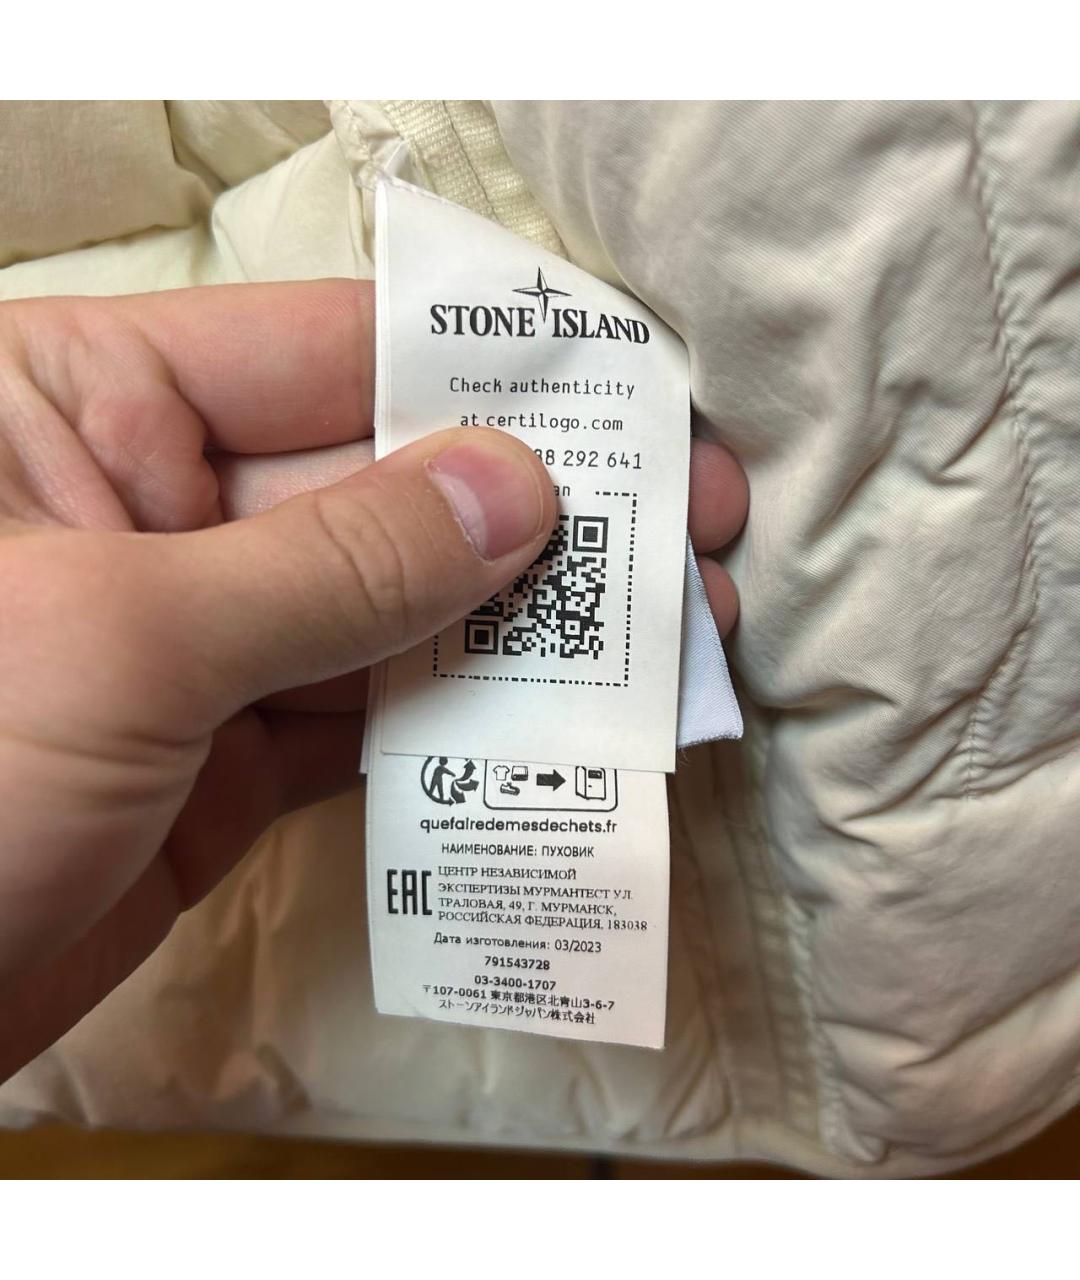 STONE ISLAND
Check authenticity
at certilogo.com
88 292 641
an
quefairedemesdechets.fr
НАИМЕНОВАНИЕ: ПУХОВИК
EAC
ЦЕНТР НЕЗАВИСИМОЙ
ЭКСПЕРТИЗЫ МУРМАНТЕСТ УЛ.
ТРАЛОВАЯ, 49, Г. МУРМАНСК,
РОССИЙСКАЯ ФЕДЕРАЦИЯ, 183038
Дата изготовления: 03/2023
791543728
03-3400-1707
〒107-0061 東京都港区北青山3-6-7
ストーンアイランドジャパン株式会社